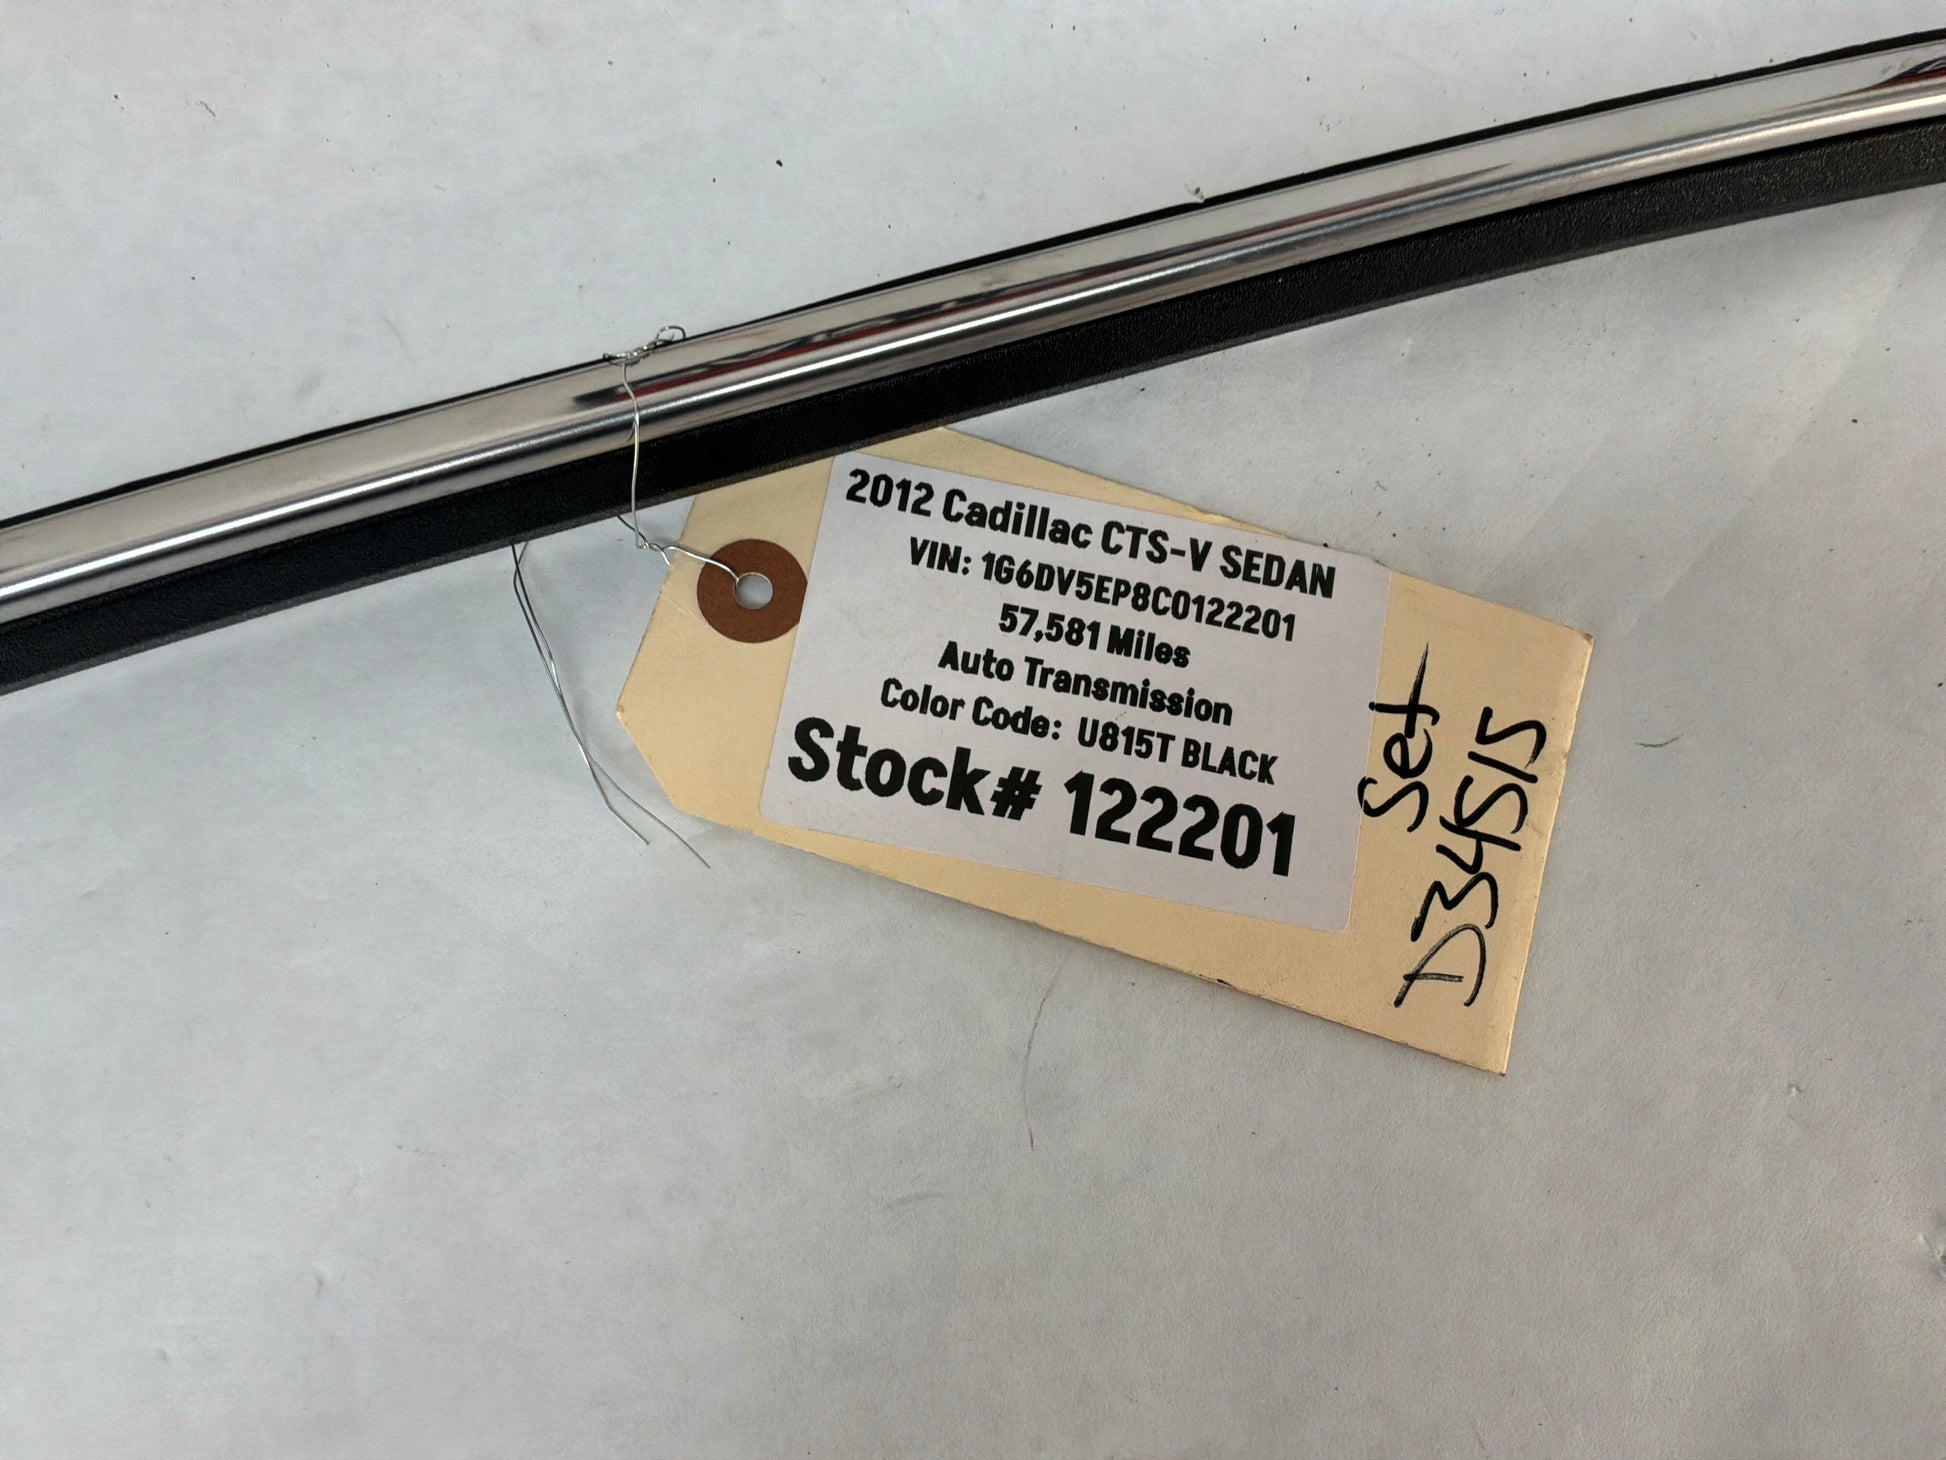 2012 Cadillac CTS-V SEDAN
VIN: 1G6DV5EP8C0122201
57,581 Miles
Auto Transmission
Color Code: U815T BLACK
Stock# 122201
Set
D34515